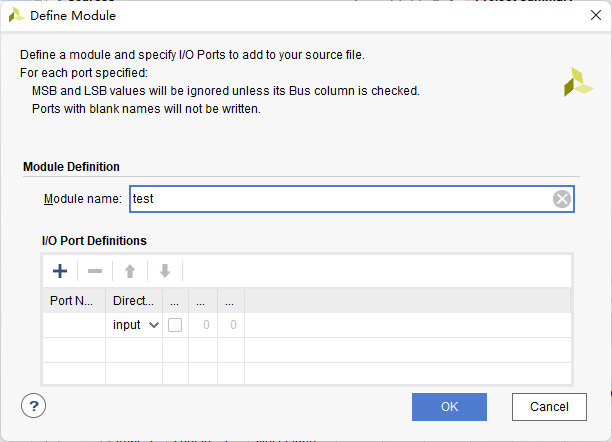 Define Module
Define a module and specify I/O Ports to add to your source file.
For each port specified:
MSB and LSB values will be ignored unless its Bus column is checked.
Ports with blank names will not be written.
Module Definition
Module name: test
I/O Port Definitions
Port N... Direct... ... ... ...
input 0 0
? OK Cancel